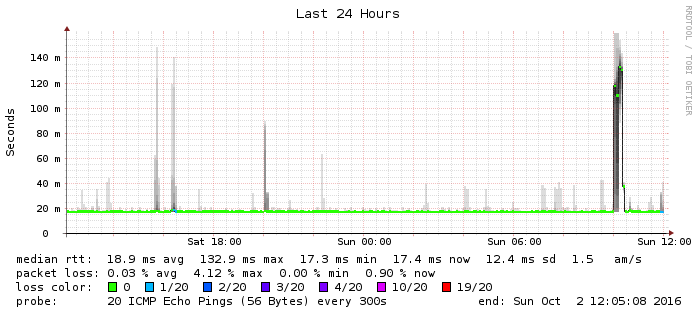 Last 24 Hours
RRDTOOL / TOBI OETIKER
Seconds
140 m
120 m
100 m
80 m
60 m
40 m
20 m
0
Sat 18:00 Sun 00:00 Sun 06:00 Sun 12:00
median rtt: 18.9 ms avg 132.9 ms max 17.3 ms min 17.4 ms now 12.4 ms sd 1.5 am/s
packet loss: 0.03 % avg 4.12 % max 0.00 % min 0.90 % now
loss color: 0 1/20 2/20 3/20 4/20 10/20 19/20
probe: 20 ICMP Echo Pings (56 Bytes) every 300s end: Sun Oct 2 12:05:08 2016